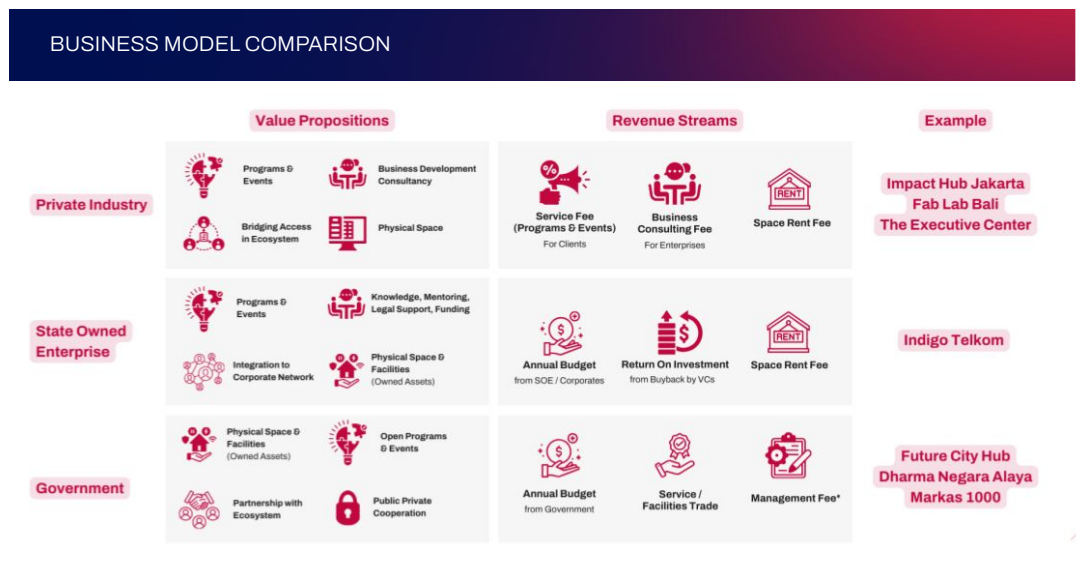 BUSINESS MODEL COMPARISON
Value Propositions
Revenue Streams
Example
Private Industry
Programs &
Events
Business Development
Consultancy
Bridging Access
in Ecosystem
Physical Space
%
Service Fee
(Programs & Events)
For Clients
Business
Consulting Fee
For Enterprises
RENT
Space Rent Fee
Impact Hub Jakarta
Fab Lab Bali
The Executive Center
State Owned
Enterprise
Programs &
Events
Knowledge, Mentoring,
Legal Support, Funding
Integration to
Corporate Network
Physical Space &
Facilities
(Owned Assets)
$
Annual Budget
from SOE / Corporates
$
Return On Investment
from Buyback by VCs
RENT
Space Rent Fee
Indigo Telkom
Government
Physical Space &
Facilities
(Owned Assets)
Open Programs
& Events
Partnership with
Ecosystem
Public Private
Cooperation
$
Annual Budget
from Government
Service /
Facilities Trade
Management Fee*
Future City Hub
Dharma Negara Alaya
Markas 1000